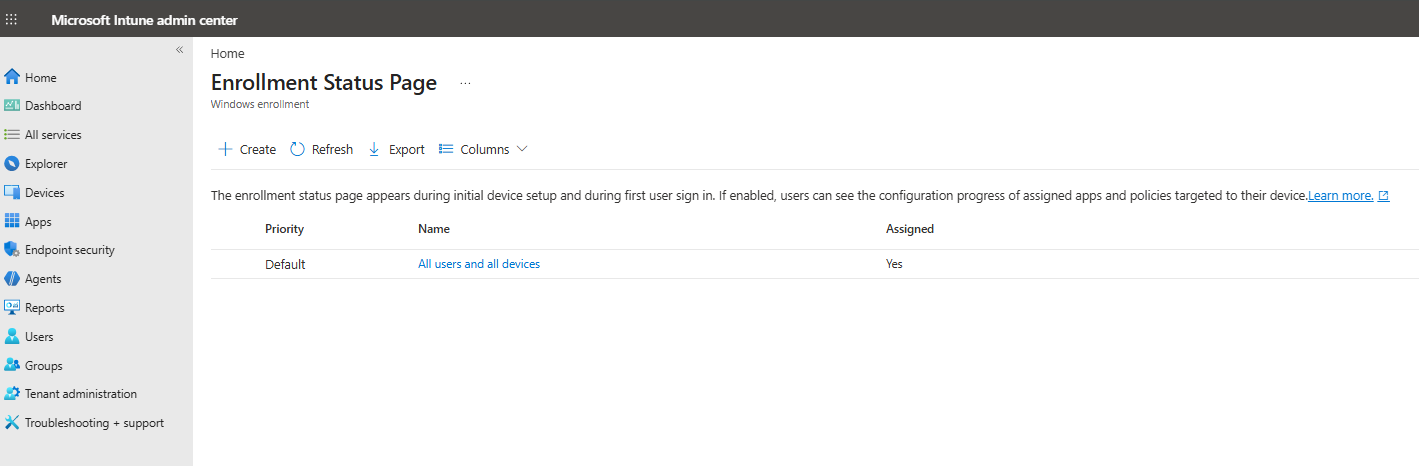 Microsoft Intune admin center
«
Home
Dashboard
All services
Explorer
Devices
Apps
Endpoint security
Agents
Reports
Users
Groups
Tenant administration
Troubleshooting + support
Home
Enrollment Status Page ...
Windows enrollment
Create Refresh Export Columns
The enrollment status page appears during initial device setup and during first user sign in. If enabled, users can see the configuration progress of assigned apps and policies targeted to their device.Learn more.
Priority Name Assigned
Default All users and all devices Yes